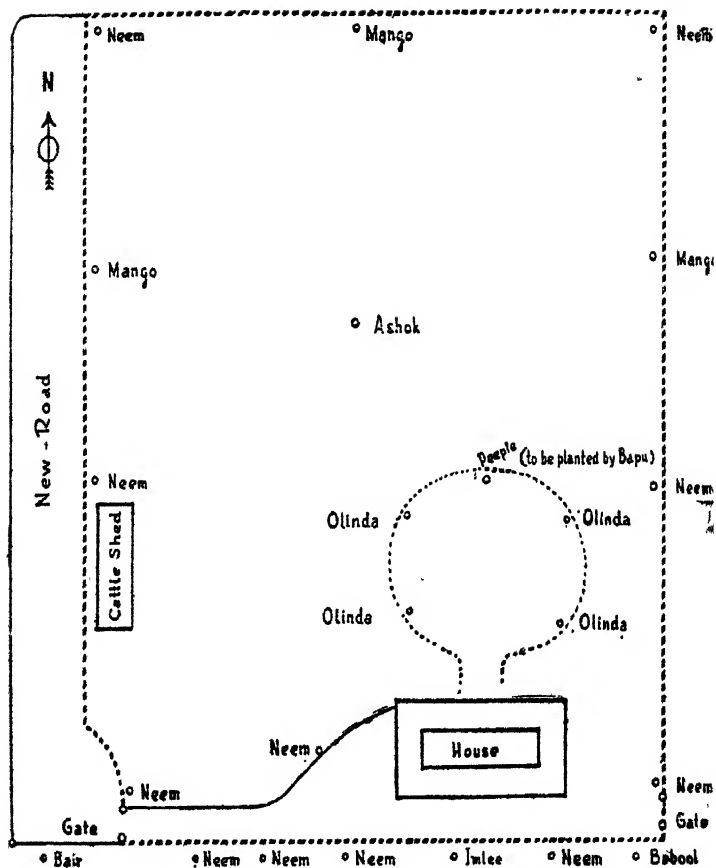 Neem
Mango
Neem
N
Mango
Mango
Ashok
New-Road
Peeple (to be planted by Bapu)
Neem
Neem
Olinda
Olinda
Cattle Shed
Olinda
Olinda
Neem
House
Neem
Neem
Gate
Gate
Bair
Neem
Neem
Neem
Imlee
Neem
Babool